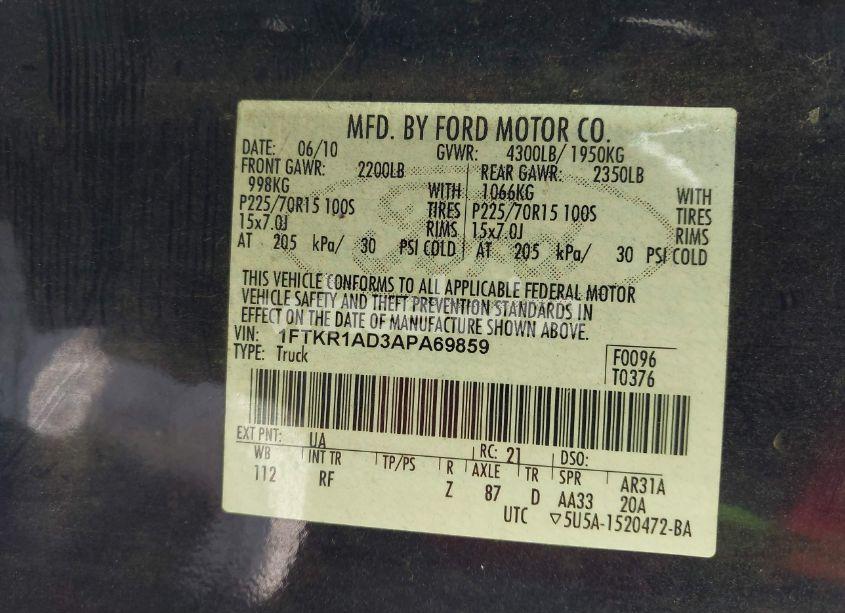 MFD. BY FORD MOTOR CO.
DATE: 06/10 GVWR: 4300LB/ 1950KG
FRONT GAWR: 2200LB REAR GAWR: 2350LB
998KG WITH 1066KG WITH
P225/70R15 100S TIRES P225/70R15 100S TIRES
15x7.0J RIMS 15x7.0J RIMS
AT 205 kPa/ 30 PSI COLD AT 205 kPa/ 30 PSI COLD
THIS VEHICLE CONFORMS TO ALL APPLICABLE FEDERAL MOTOR
VEHICLE SAFETY AND THEFT PREVENTION STANDARDS IN
EFFECT ON THE DATE OF MANUFACTURE SHOWN ABOVE.
VIN: 1FTKR1AD3APA69859
TYPE: Truck F0096
T0376
EXT PNT: UA RC: 21 DSO:
WB INT TR TP/PS R AXLE TR SPR AR31A
112 RF Z 87 D AA33 20A
UTC ▽5U5A-1520472-BA